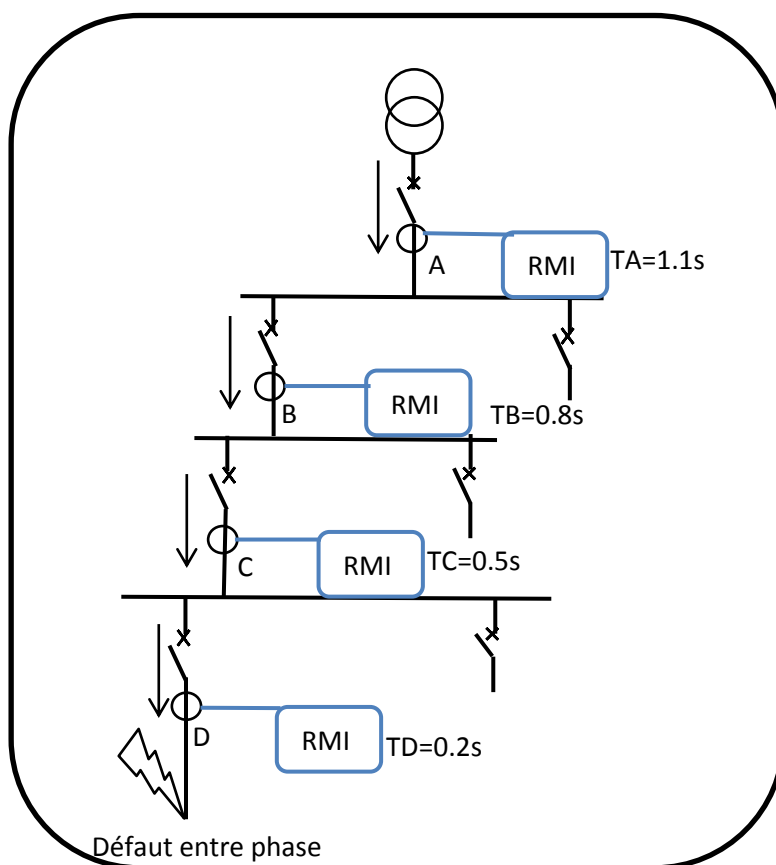 A
RMI
TA=1.1s
B
RMI
TB=0.8s
C
RMI
TC=0.5s
D
RMI
TD=0.2s
Défaut entre phase